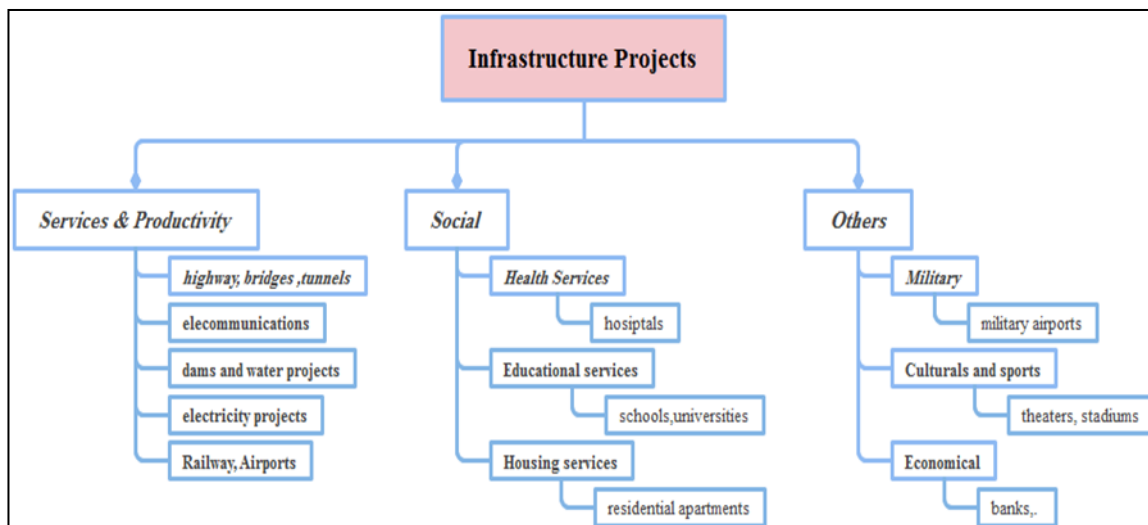 Infrastructure Projects
Services & Productivity
highway, bridges ,tunnels
elecommunications
dams and water projects
electricity projects
Railway, Airports
Social
Health Services
hosiptals
Educational services
schools,universities
Housing services
residential apartments
Others
Military
military airports
Culturals and sports
theaters, stadiums
Economical
banks,.